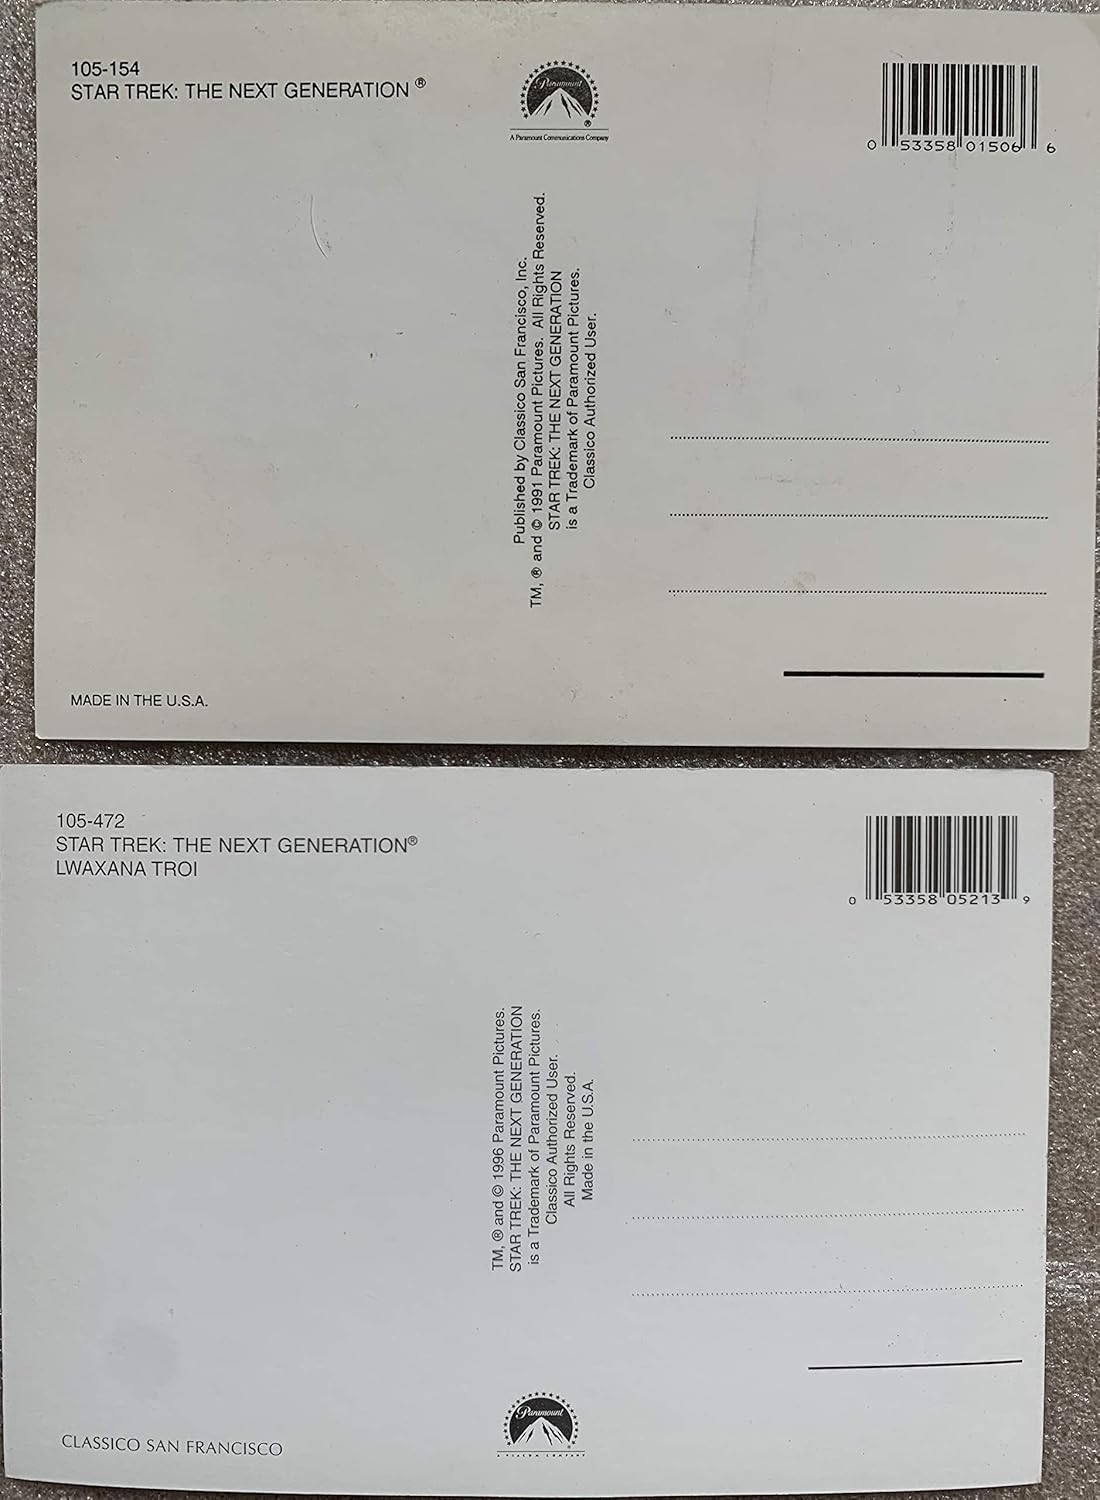 105-154
STAR TREK: THE NEXT GENERATION ®
Paramount
®
A Paramount Communications Company
0 53358 01506 6
Published by Classico San Francisco, Inc.
TM, ® and © 1991 Paramount Pictures. All Rights Reserved.
STAR TREK: THE NEXT GENERATION
is a Trademark of Paramount Pictures.
Classico Authorized User.
MADE IN THE U.S.A.
105-472
STAR TREK: THE NEXT GENERATION®
LWAXANA TROI
0 53358 05213 9
TM, ® and © 1996 Paramount Pictures.
STAR TREK: THE NEXT GENERATION
is a Trademark of Paramount Pictures.
Classico Authorized User.
All Rights Reserved.
Made in the U.S.A.
Paramount
A VIACOM COMPANY
CLASSICO SAN FRANCISCO